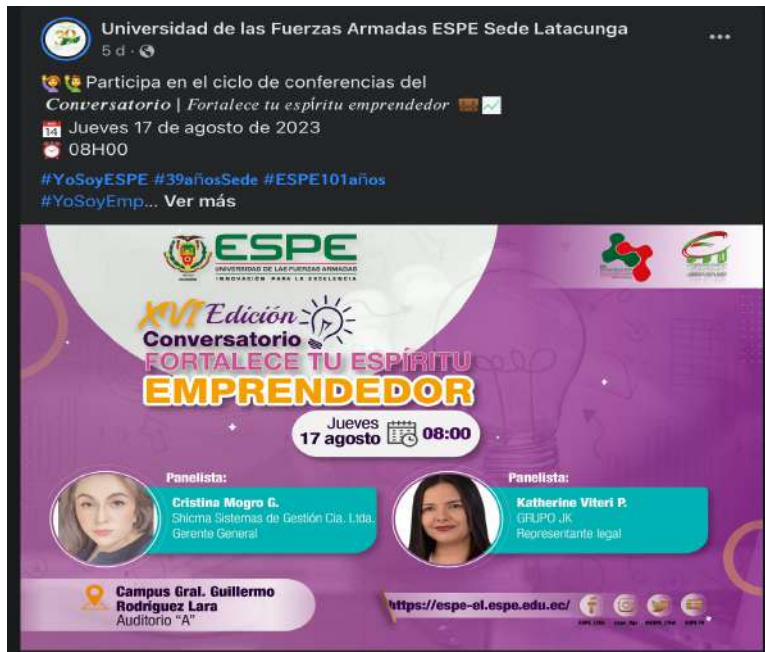 Universidad de las Fuerzas Armadas ESPE Sede Latacunga
5 d
Participa en el ciclo de conferencias del
Conversatorio | Fortalece tu espíritu emprendedor
14 Jueves 17 de agosto de 2023
08H00
#YoSoyESPE #39añosSede #ESPE101años
#YoSoyEmp... Ver más
ESPE
UNIVERSIDAD DE LAS FUERZAS ARMADAS
INNOVACIÓN PARA LA EXCELENCIA
XVI Edición
Conversatorio
FORTALECE TU ESPÍRITU
EMPRENDEDOR
Jueves
17 agosto 08:00
Panelista:
Cristina Mogro G.
Shicma Sistemas de Gestión Cia. Ltda.
Gerente General
Panelista:
Katherine Viteri P.
GRUPO JK
Representante legal
Campus Gral. Guillermo
Rodríguez Lara
Auditorio "A"
https://espe-el.espe.edu.ec/